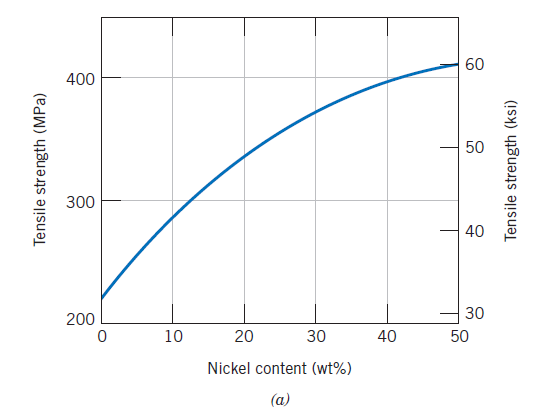 Tensile strength (MPa)
400
300
200
0 10 20 30 40 50
60
50
40
30
Tensile strength (ksi)
Nickel content (wt%)
(a)